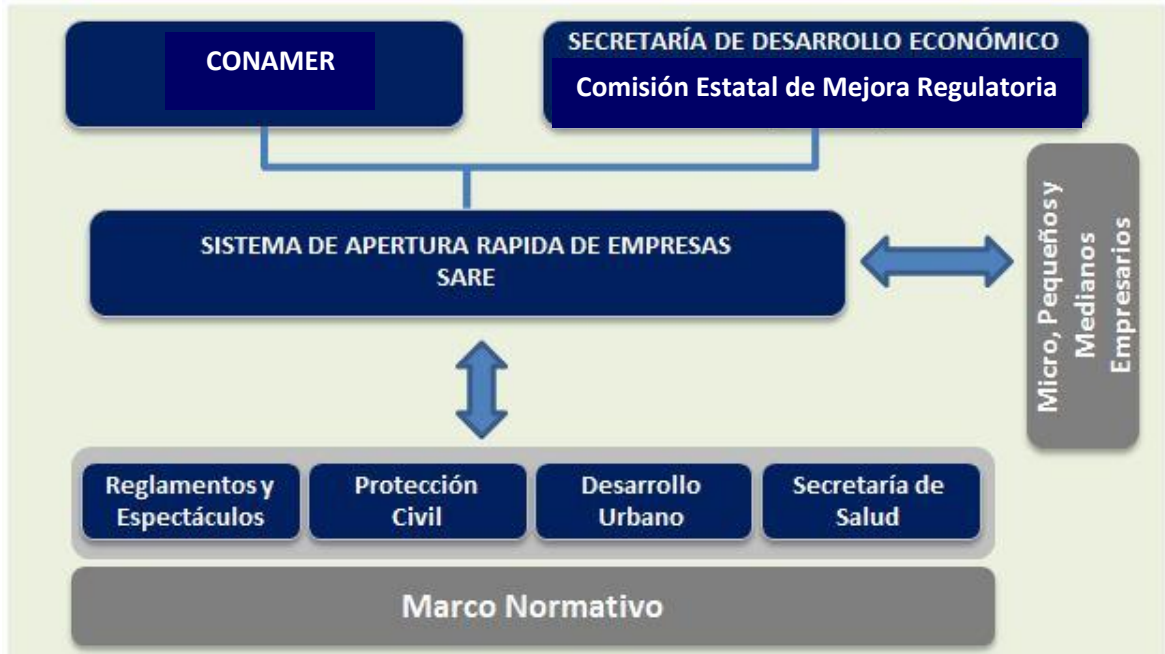 CONAMER
SECRETARÍA DE DESARROLLO ECONÓMICO
Comisión Estatal de Mejora Regulatoria
SISTEMA DE APERTURA RAPIDA DE EMPRESAS
SARE
Micro, Pequeños y
Medianos
Empresarios
Reglamentos y
Espectáculos
Protección
Civil
Desarrollo
Urbano
Secretaría de
Salud
Marco Normativo